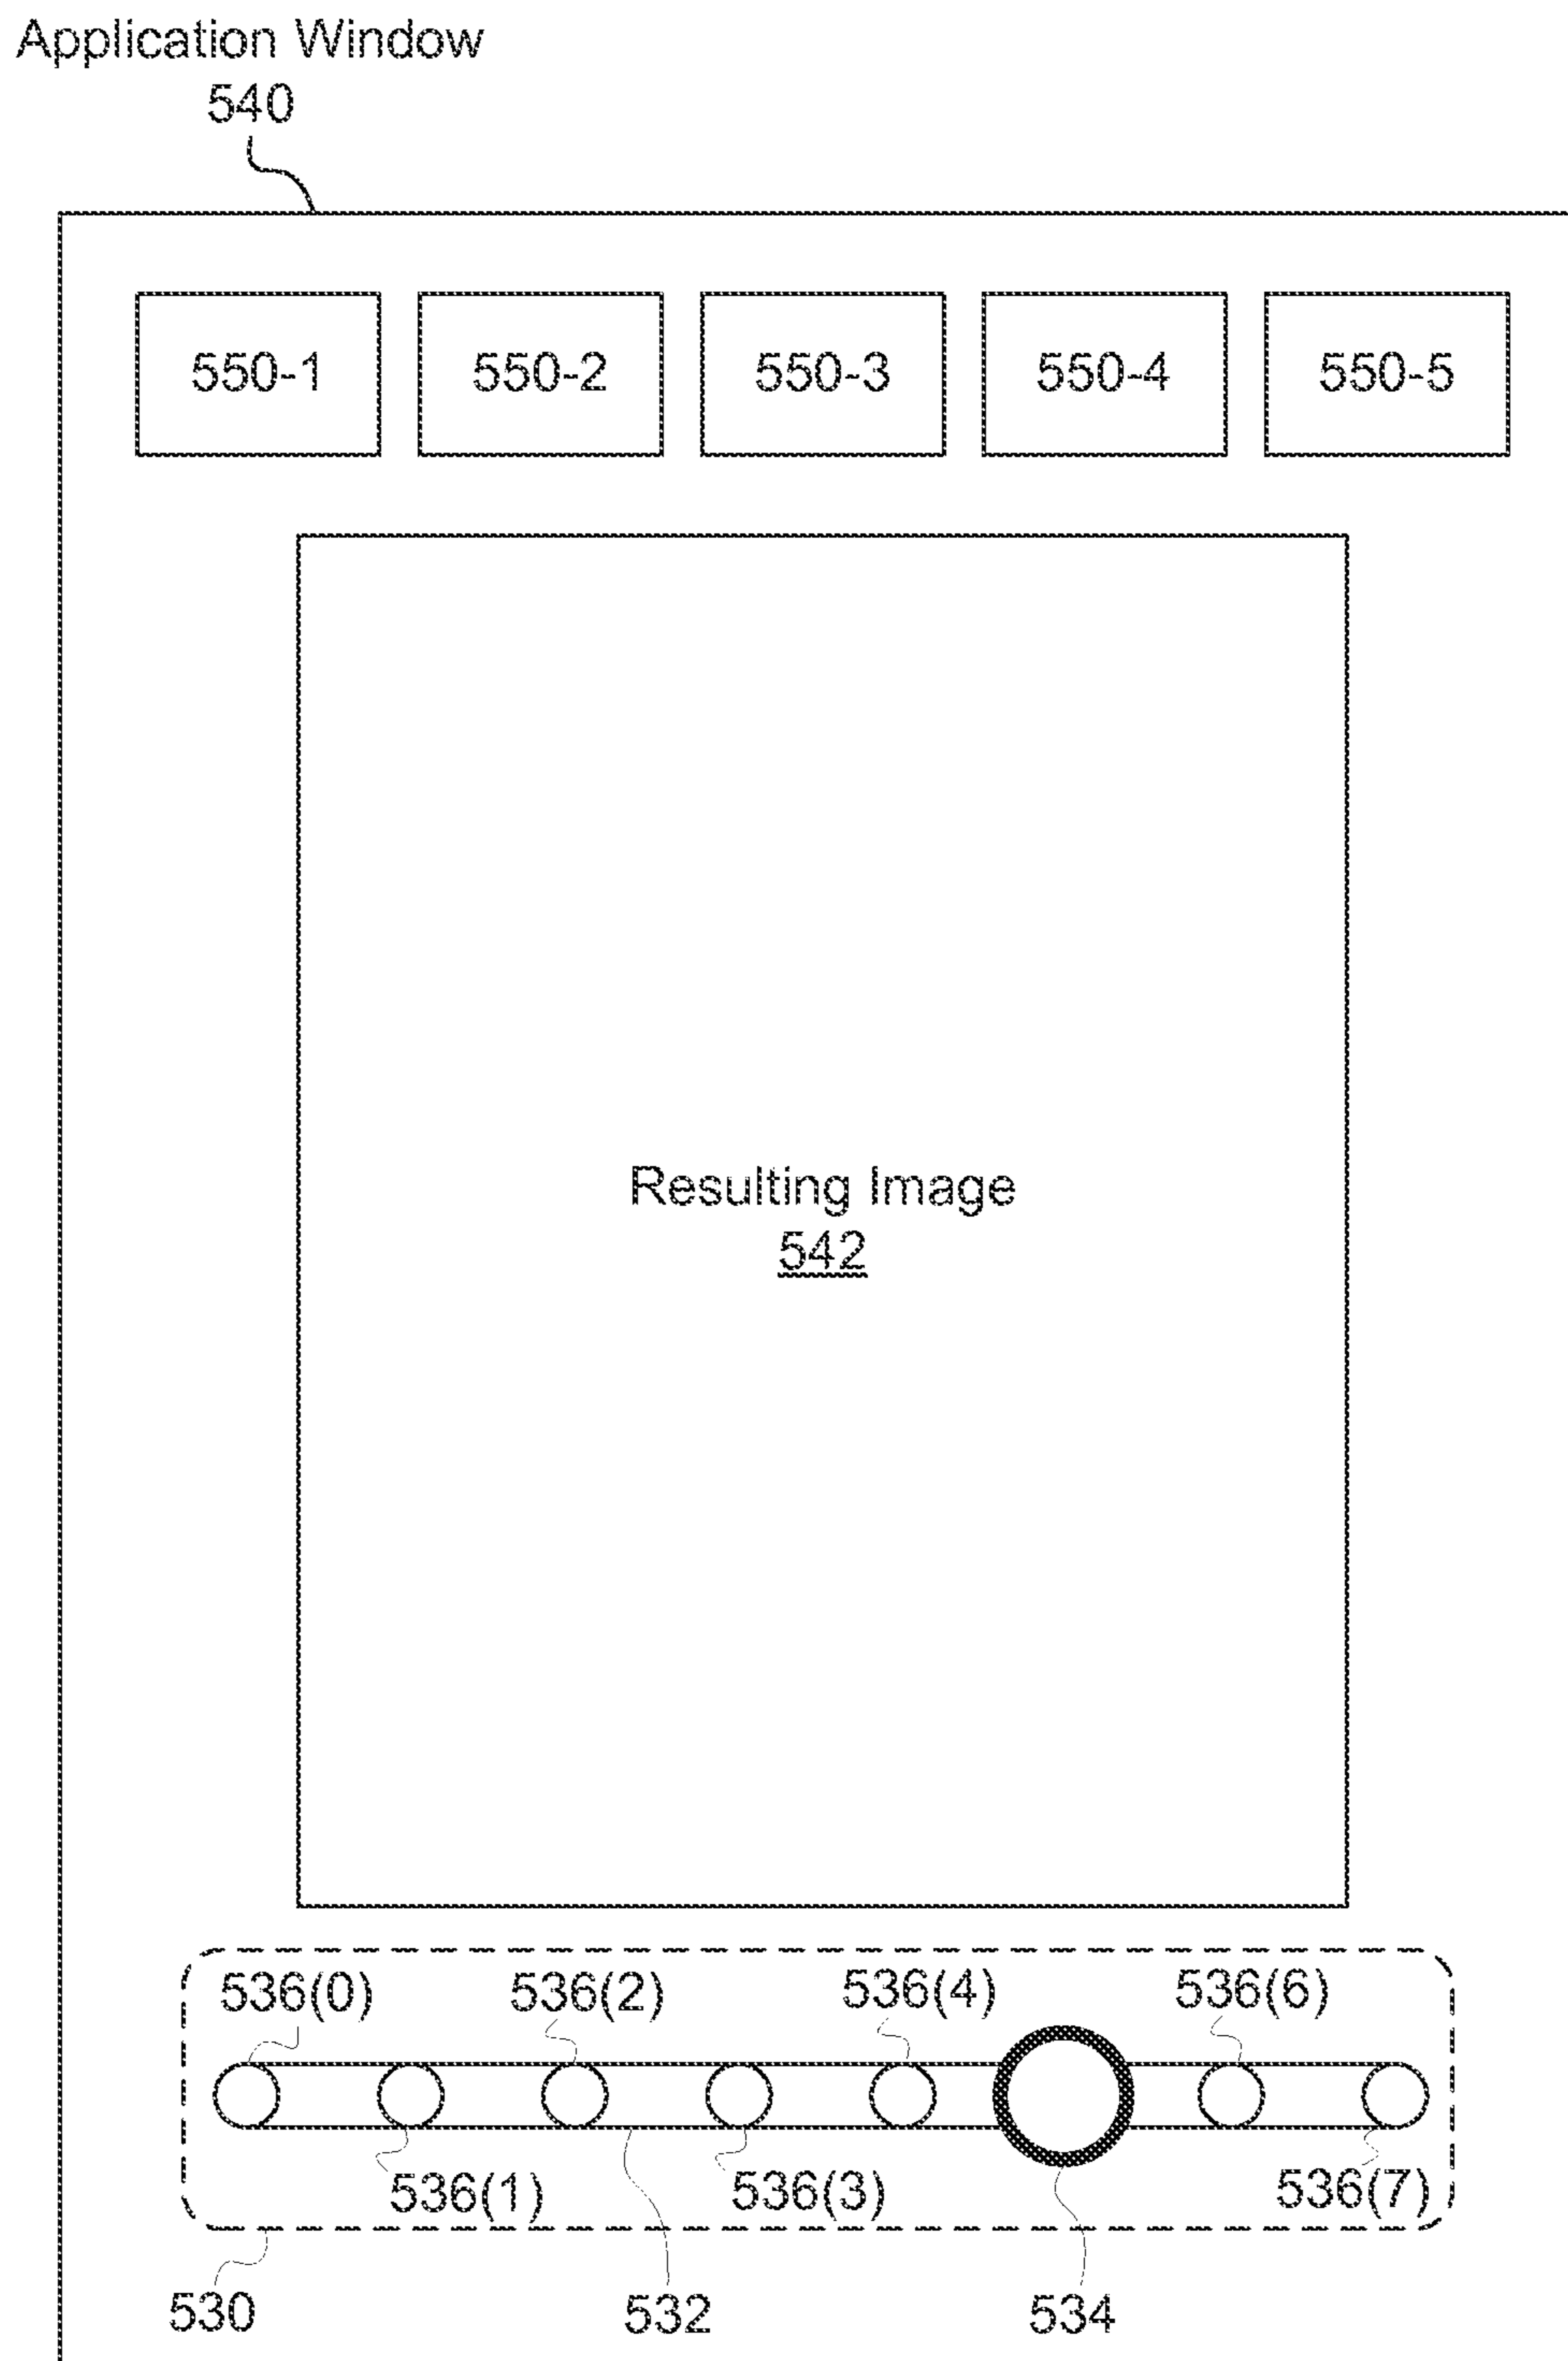 Application Window
540
550-1 550-2 550-3 550-4 550-5
Resulting Image
542
536(0) 536(2) 536(4) 536(6)
536(1) 536(3) 536(7)
530 532 534